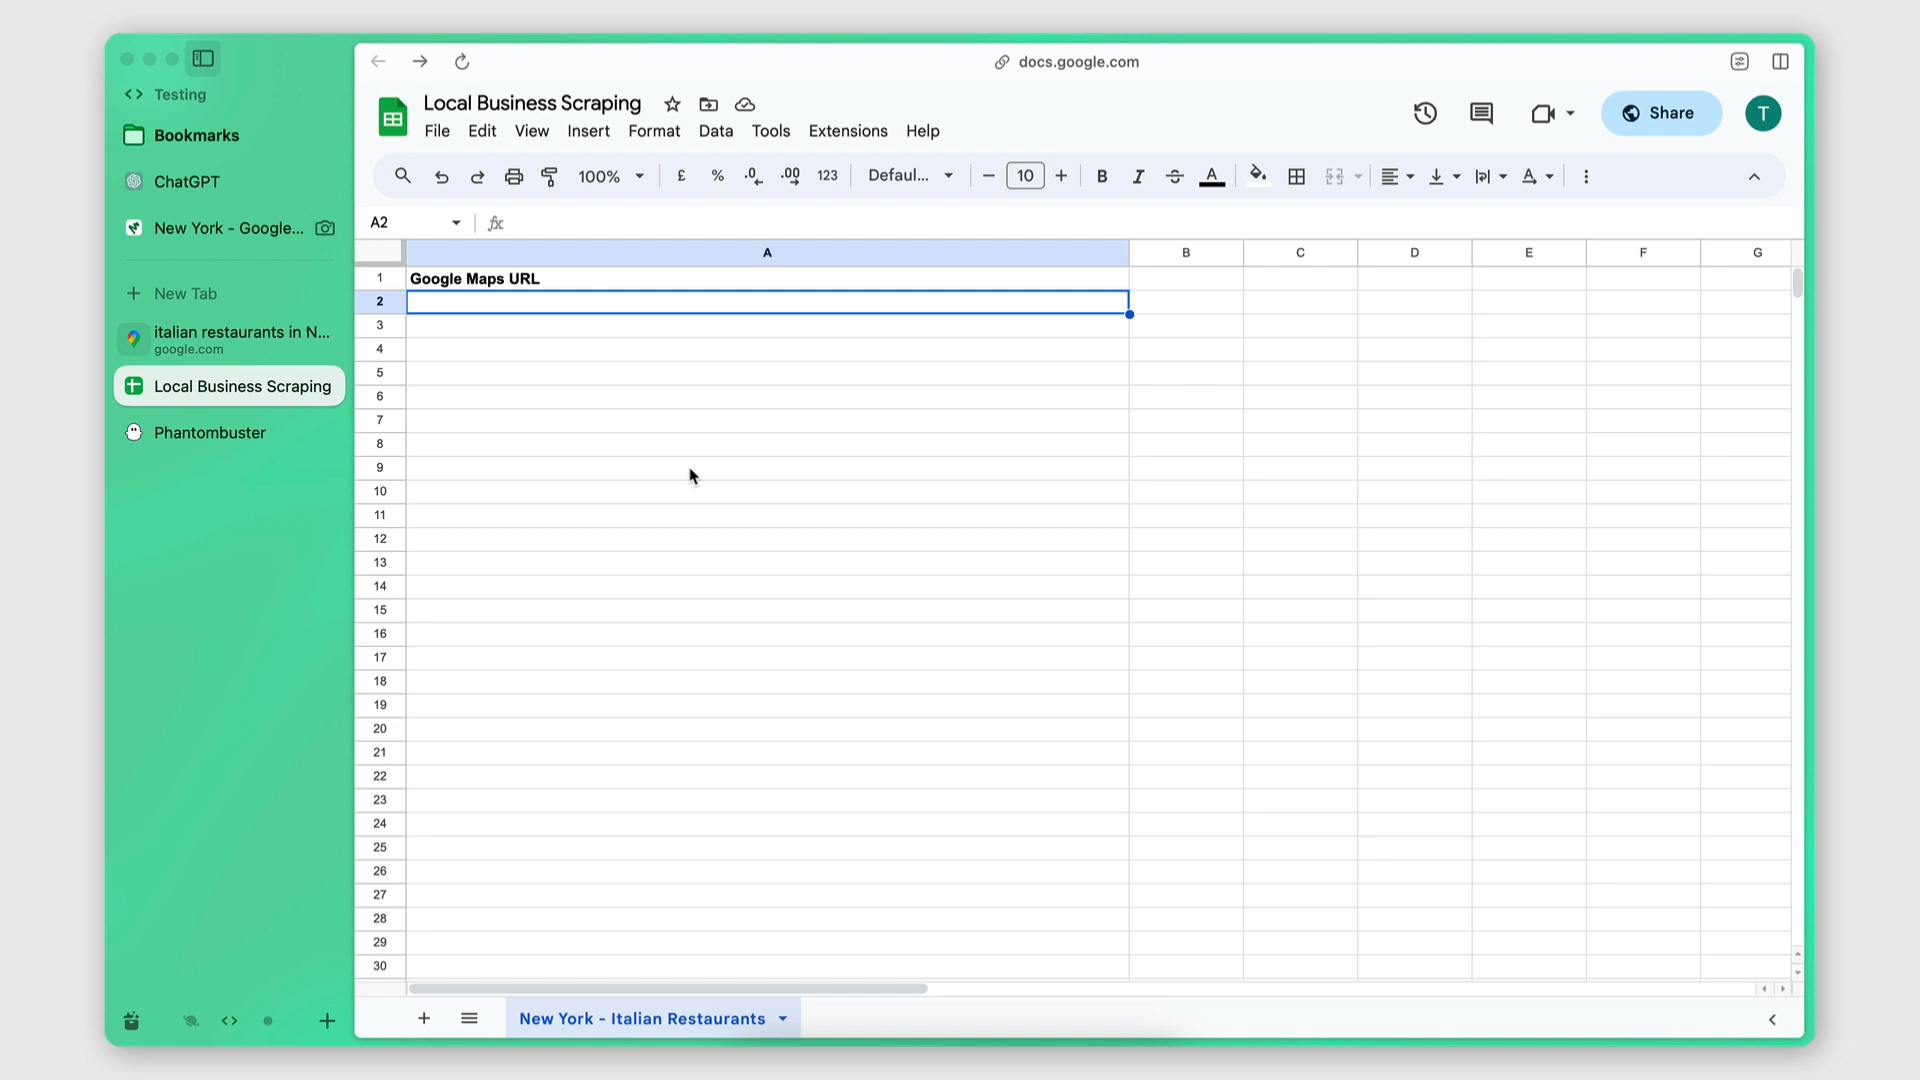 Testing
Bookmarks
ChatGPT
New York - Google...
New Tab
italian restaurants in N...
google.com
Local Business Scraping
Phantombuster
docs.google.com
Local Business Scraping
File Edit View Insert Format Data Tools Extensions Help
Share
T
100% £ % .0 .00 123 Defaul... 10 B I A A
A2 fx
A B C D E F G
1 Google Maps URL
2
3
4
5
6
7
8
9
10
11
12
13
14
15
16
17
18
19
20
21
22
23
24
25
26
27
28
29
30
New York - Italian Restaurants